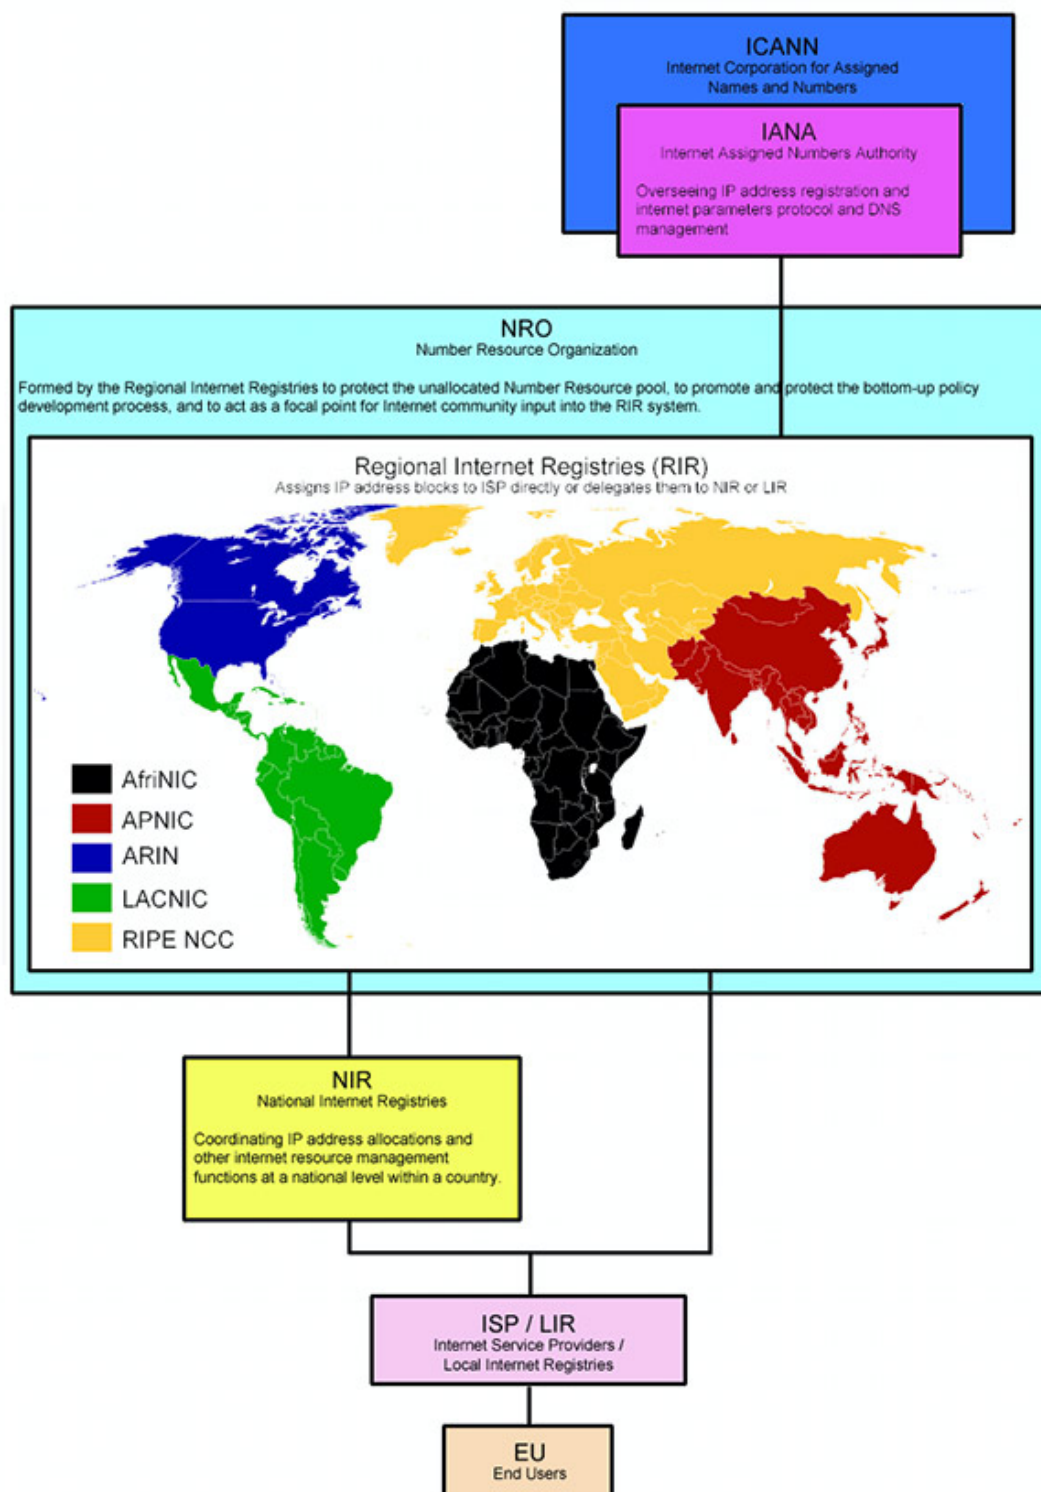 ICANN
Internet Corporation for Assigned
Names and Numbers
IANA
Internet Assigned Numbers Authority
Overseeing IP address registration and
internet parameters protocol and DNS
management
NRO
Number Resource Organization
Formed by the Regional Internet Registries to protect the unallocated Number Resource pool, to promote and protect the bottom-up policy
development process, and to act as a focal point for Internet community input into the RIR system.
Regional Internet Registries (RIR)
Assigns IP address blocks to ISP directly or delegates them to NIR or LIR
AfriNIC
APNIC
ARIN
LACNIC
RIPE NCC
NIR
National Internet Registries
Coordinating IP address allocations and
other internet resource management
functions at a national level within a country.
ISP / LIR
Internet Service Providers /
Local Internet Registries
EU
End Users